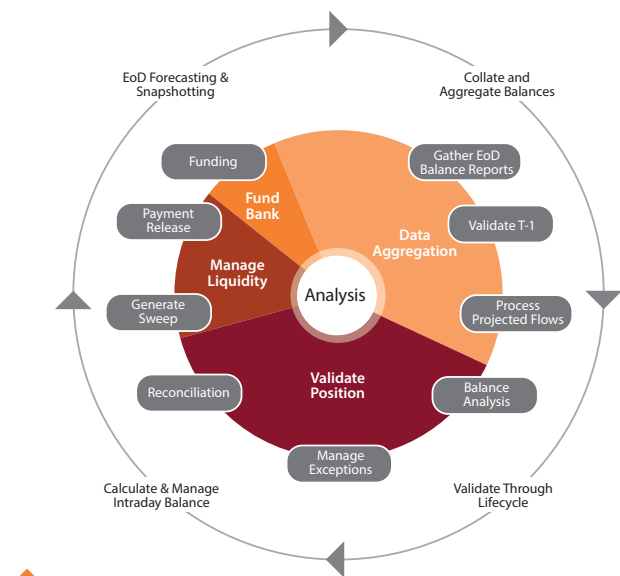 EoD Forecasting &
Snapshotting
Collate and
Aggregate Balances
Funding
Gather EoD
Balance Reports
Fund
Bank
Payment
Release
Validate T-1
Data
Aggregation
Manage
Liquidity
Analysis
Generate
Sweep
Process
Projected Flows
Validate
Position
Reconciliation
Balance
Analysis
Manage
Exceptions
Calculate & Manage
Intraday Balance
Validate Through
Lifecycle